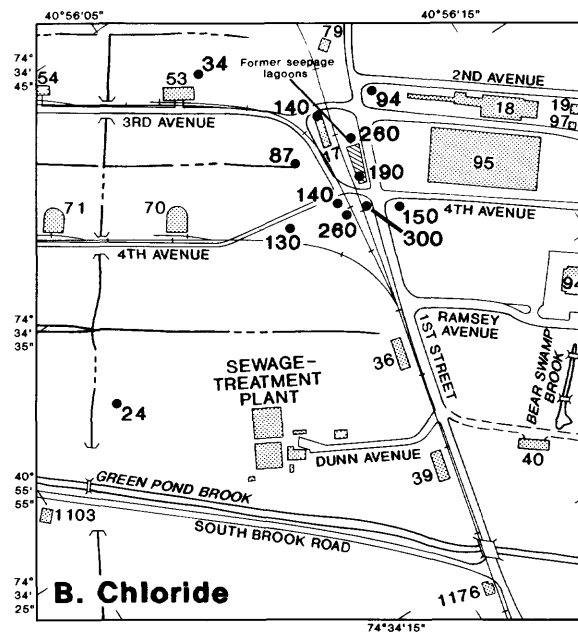 40°56'05"
40°56'15"
74°
34'
45"
79
Former seepage
lagoons
34
54
53
2ND AVENUE
94
18
19
97
140
3RD AVENUE
260
17
95
87
190
71
70
140
4TH AVENUE
150
260
300
130
4TH AVENUE
94
74°
34'
35"
RAMSEY
AVENUE
1ST STREET
BEAR SWAMP
BROOK
36
SEWAGE-
TREATMENT
PLANT
24
40
DUNN AVENUE
39
40°
55'
55"
GREEN POND BROOK
1103
SOUTH BROOK ROAD
74°
34'
25"
B. Chloride
1176
74°34'15"